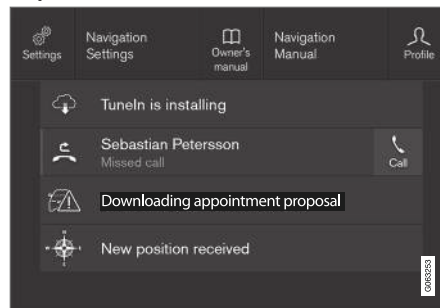 Settings
Navigation
Settings
Owner's
manual
Navigation
Manual
Profile
TuneIn is installing
Sebastian Petersson
Missed call
Call
Downloading appointment proposal
New position received
G063253